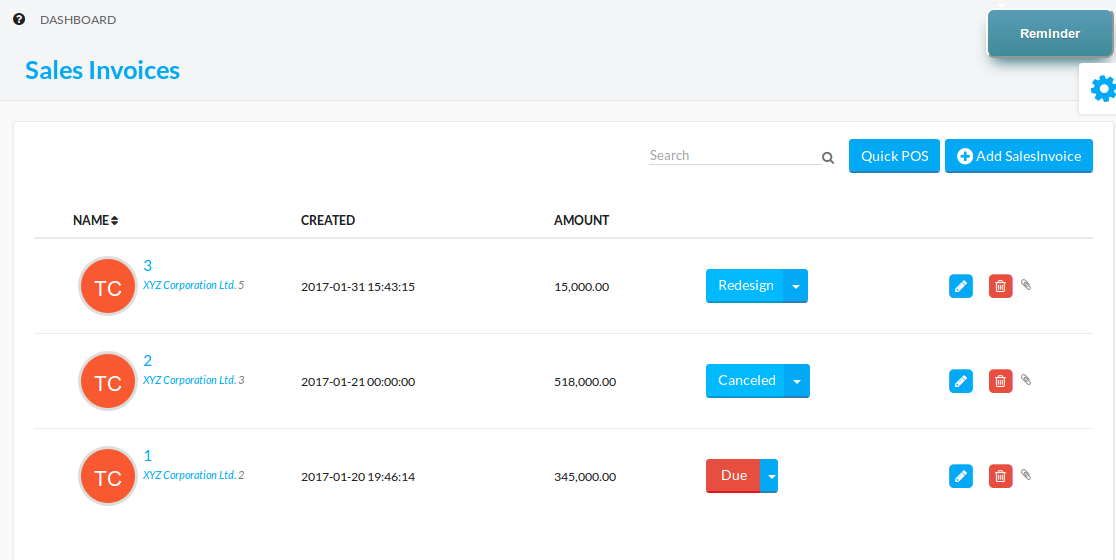 DASHBOARD
Reminder
Sales Invoices
Search
Quick POS
Add SalesInvoice
NAME CREATED AMOUNT
3
TC XYZ Corporation Ltd. 5 2017-01-31 15:43:15 15,000.00 Redesign
2
TC XYZ Corporation Ltd. 3 2017-01-21 00:00:00 518,000.00 Canceled
1
TC XYZ Corporation Ltd. 2 2017-01-20 19:46:14 345,000.00 Due